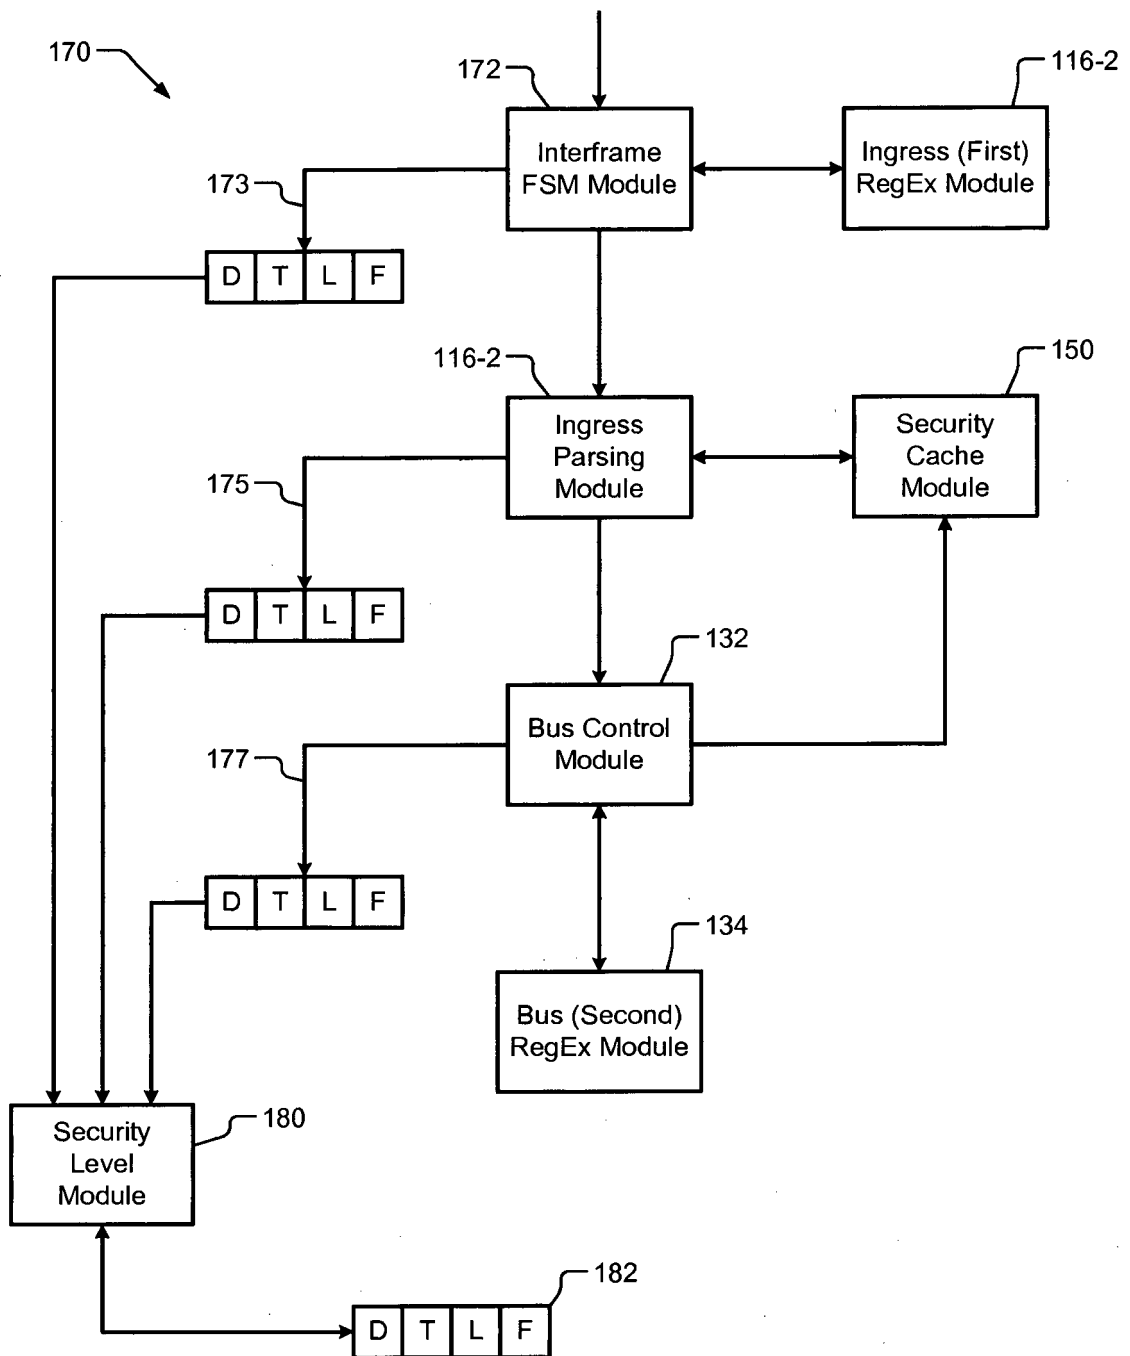 170
172
116-2
Interframe
FSM Module
Ingress (First)
RegEx Module
173
D T L F
116-2
150
Ingress
Parsing
Module
Security
Cache
Module
175
D T L F
132
Bus Control
Module
177
D T L F
134
Bus (Second)
RegEx Module
180
Security
Level
Module
182
D T L F